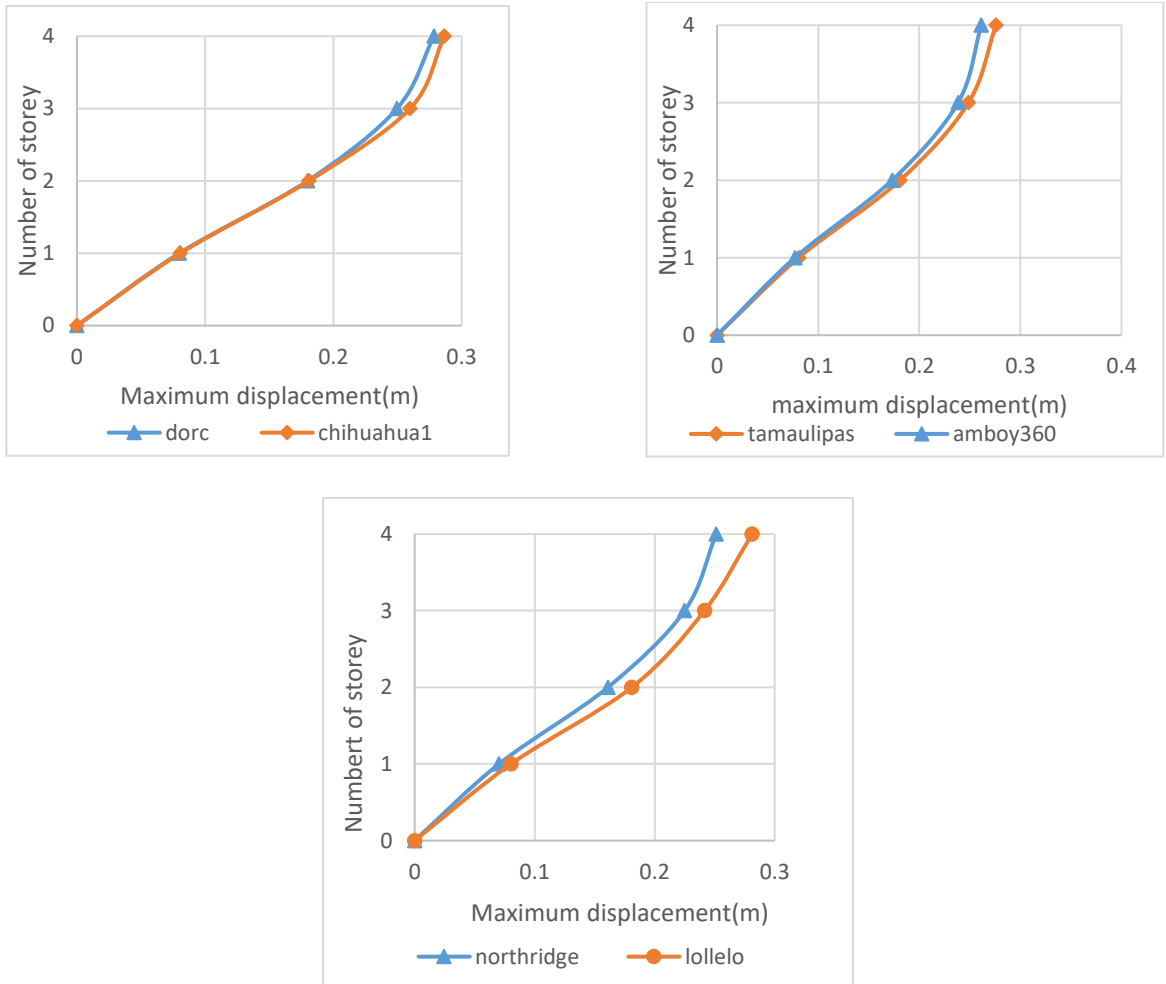 4
3
2
1
0
Number of storey
0 0.1 0.2 0.3
Maximum displacement(m)
dorc chihuahua1
4
3
2
1
0
Number of storey
0 0.1 0.2 0.3 0.4
maximum displacement(m)
tamaulipas amboy360
4
3
2
1
0
Numbert of storey
0 0.1 0.2 0.3
Maximum displacement(m)
northridge lollelo